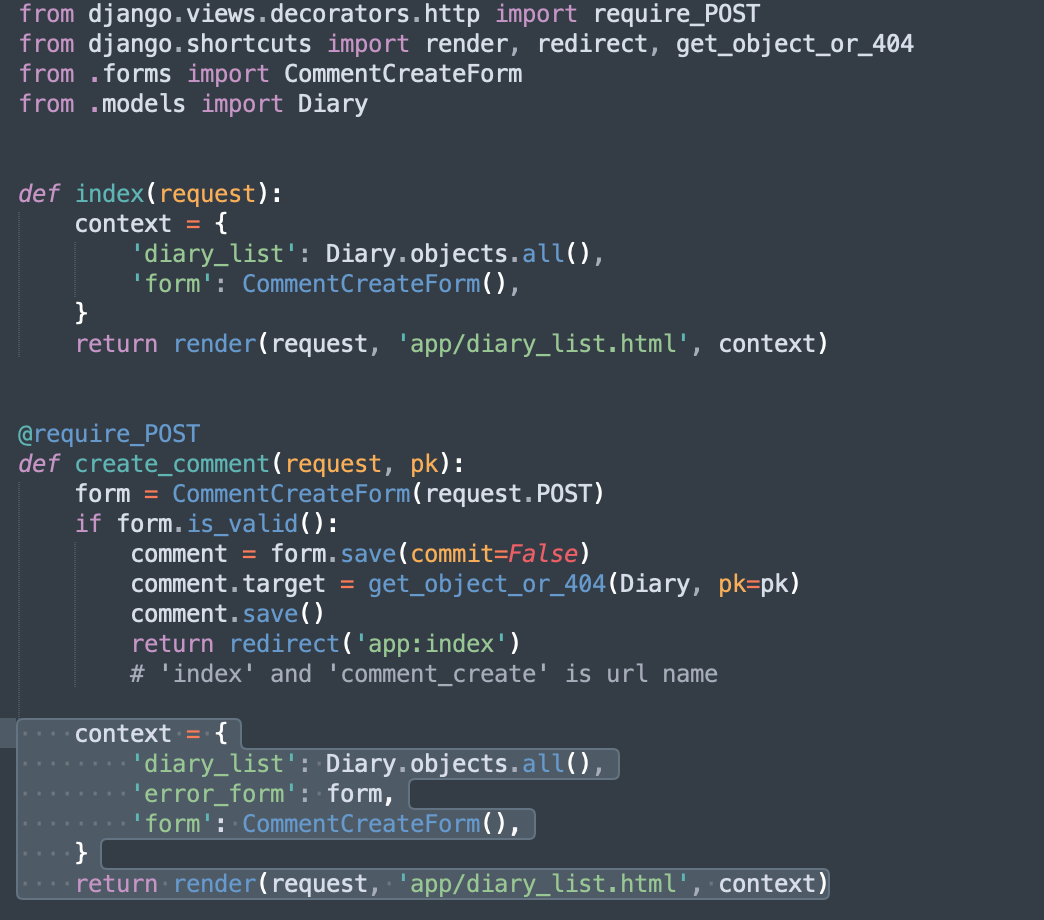 from django.views.decorators.http import require_POST
from django.shortcuts import render, redirect, get_object_or_404
from .forms import CommentCreateForm
from .models import Diary
def index(request):
    context = {
        'diary_list': Diary.objects.all(),
        'form': CommentCreateForm(),
    }
    return render(request, 'app/diary_list.html', context)
@require_POST
def create_comment(request, pk):
    form = CommentCreateForm(request.POST)
    if form.is_valid():
        comment = form.save(commit=False)
        comment.target = get_object_or_404(Diary, pk=pk)
        comment.save()
        return redirect('app:index')
        # 'index' and 'comment_create' is url name
    context = {
        'diary_list': Diary.objects.all(),
        'error_form': form,
        'form': CommentCreateForm(),
    }
    return render(request, 'app/diary_list.html', context)